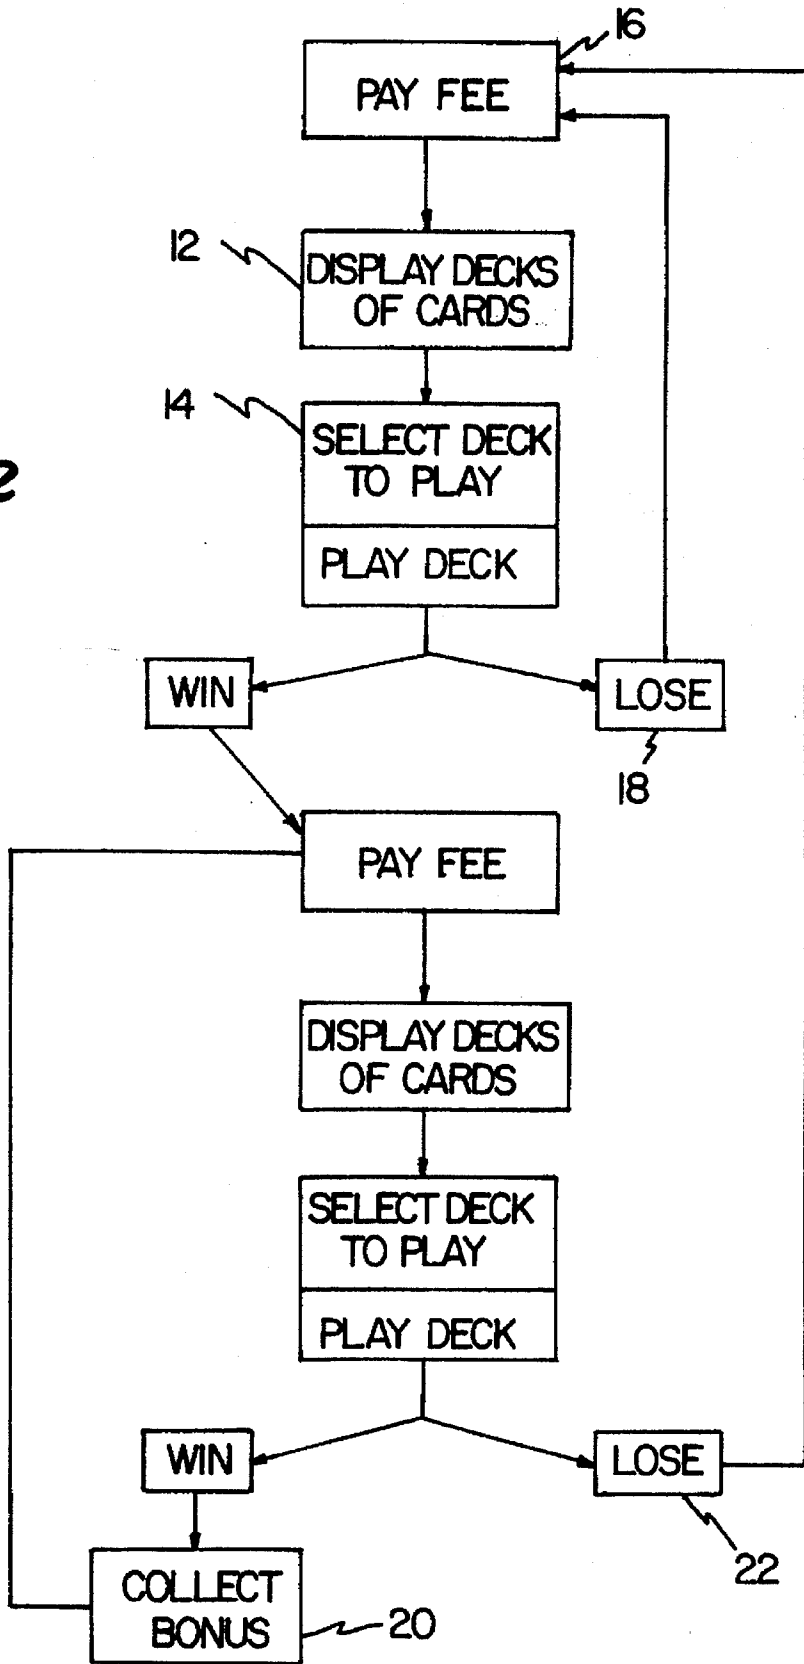 16
PAY FEE
12
DISPLAY DECKS
OF CARDS
14
SELECT DECK
TO PLAY
PLAY DECK
WIN
LOSE
18
PAY FEE
DISPLAY DECKS
OF CARDS
SELECT DECK
TO PLAY
PLAY DECK
WIN
LOSE
22
COLLECT
BONUS
20